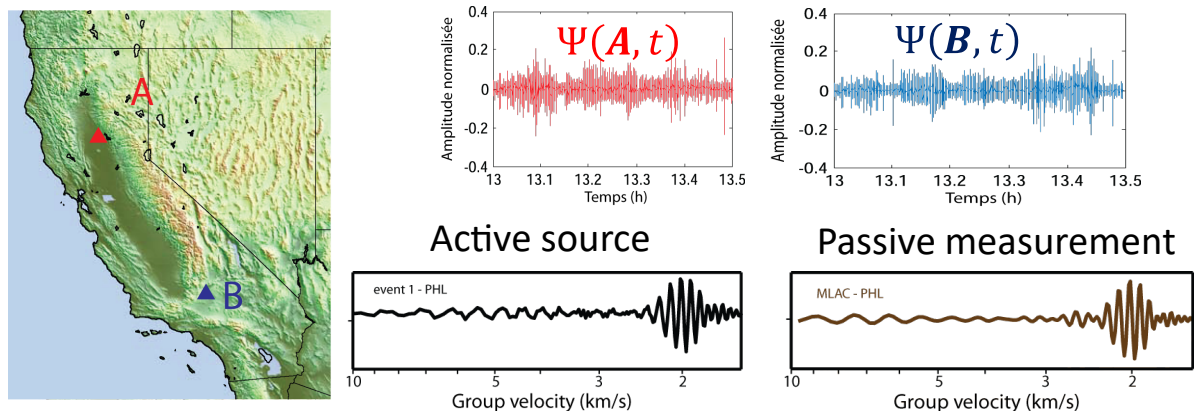 A
B
Ψ(A, t)
Amplitude normalisée
0.4
0.2
0
-0.2
-0.4
13 13.1 13.2 13.3 13.4 13.5
Temps (h)
Ψ(B, t)
Amplitude normalisée
0.4
0.2
0
-0.2
-0.4
13 13.1 13.2 13.3 13.4 13.5
Temps (h)
Active source
event 1 - PHL
10 5 3 2
Group velocity (km/s)
Passive measurement
MLAC - PHL
10 5 3 2
Group velocity (km/s)